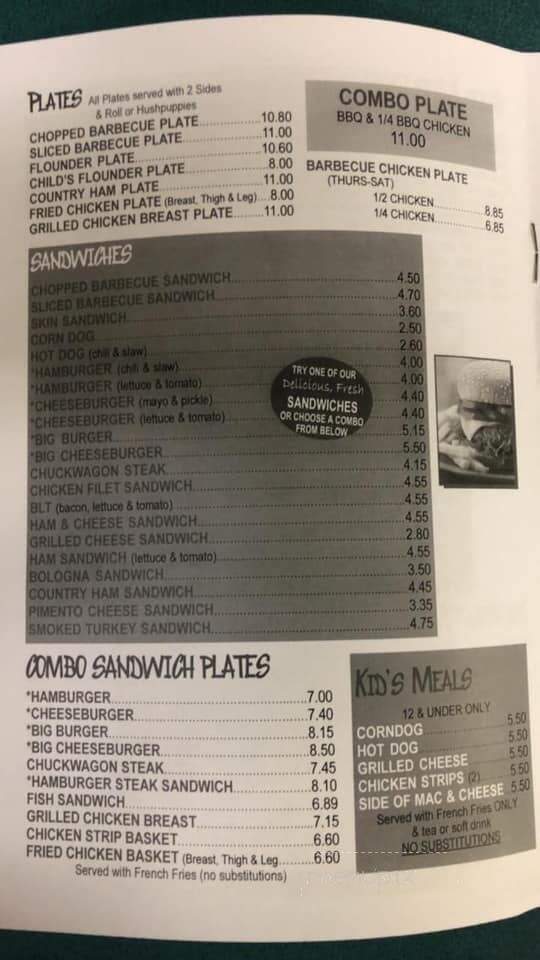 PLATES All Plates served with 2 Sides
& Roll or Hushpuppies
CHOPPED BARBECUE PLATE 10.80
SLICED BARBECUE PLATE 11.00
FLOUNDER PLATE 10.60
CHILD'S FLOUNDER PLATE 8.00
COUNTRY HAM PLATE 11.00
FRIED CHICKEN PLATE (Breast, Thigh & Leg) 8.00
GRILLED CHICKEN BREAST PLATE 11.00
COMBO PLATE
BBQ & 1/4 BBQ CHICKEN
11.00
BARBECUE CHICKEN PLATE
(THURS-SAT)
1/2 CHICKEN 8.85
1/4 CHICKEN 6.85
SANDWICHES
CHOPPED BARBECUE SANDWICH 4.50
SLICED BARBECUE SANDWICH 4.70
SKIN SANDWICH 3.60
CORN DOG 2.50
HOT DOG (chili & slaw) 2.60
*HAMBURGER (chili & slaw) 4.00
*HAMBURGER (lettuce & tomato) 4.00
*CHEESEBURGER (mayo & pickle) 4.40
*CHEESEBURGER (lettuce & tomato) 4.40
*BIG BURGER 5.15
*BIG CHEESEBURGER 5.50
CHUCKWAGON STEAK 4.15
CHICKEN FILET SANDWICH 4.55
BLT (bacon, lettuce & tomato) 4.55
HAM & CHEESE SANDWICH 4.55
GRILLED CHEESE SANDWICH 2.80
HAM SANDWICH (lettuce & tomato) 4.55
BOLOGNA SANDWICH 3.50
COUNTRY HAM SANDWICH 4.45
PIMENTO CHEESE SANDWICH 3.35
SMOKED TURKEY SANDWICH 4.75
TRY ONE OF OUR
Delicious, Fresh
SANDWICHES
OR CHOOSE A COMBO
FROM BELOW
COMBO SANDWICH PLATES
*HAMBURGER 7.00
*CHEESEBURGER 7.40
*BIG BURGER 8.15
*BIG CHEESEBURGER 8.50
CHUCKWAGON STEAK 7.45
*HAMBURGER STEAK SANDWICH 8.10
FISH SANDWICH 6.89
GRILLED CHICKEN BREAST 7.15
CHICKEN STRIP BASKET 6.60
FRIED CHICKEN BASKET (Breast, Thigh & Leg 6.60
Served with French Fries (no substitutions)
KID'S MEALS
12 & UNDER ONLY
CORNDOG 5.50
HOT DOG 5.50
GRILLED CHEESE 5.50
CHICKEN STRIPS (2) 5.50
SIDE OF MAC & CHEESE 5.50
Served with French Fries ONLY
& tea or soft drink
NO SUBSTITUTIONS